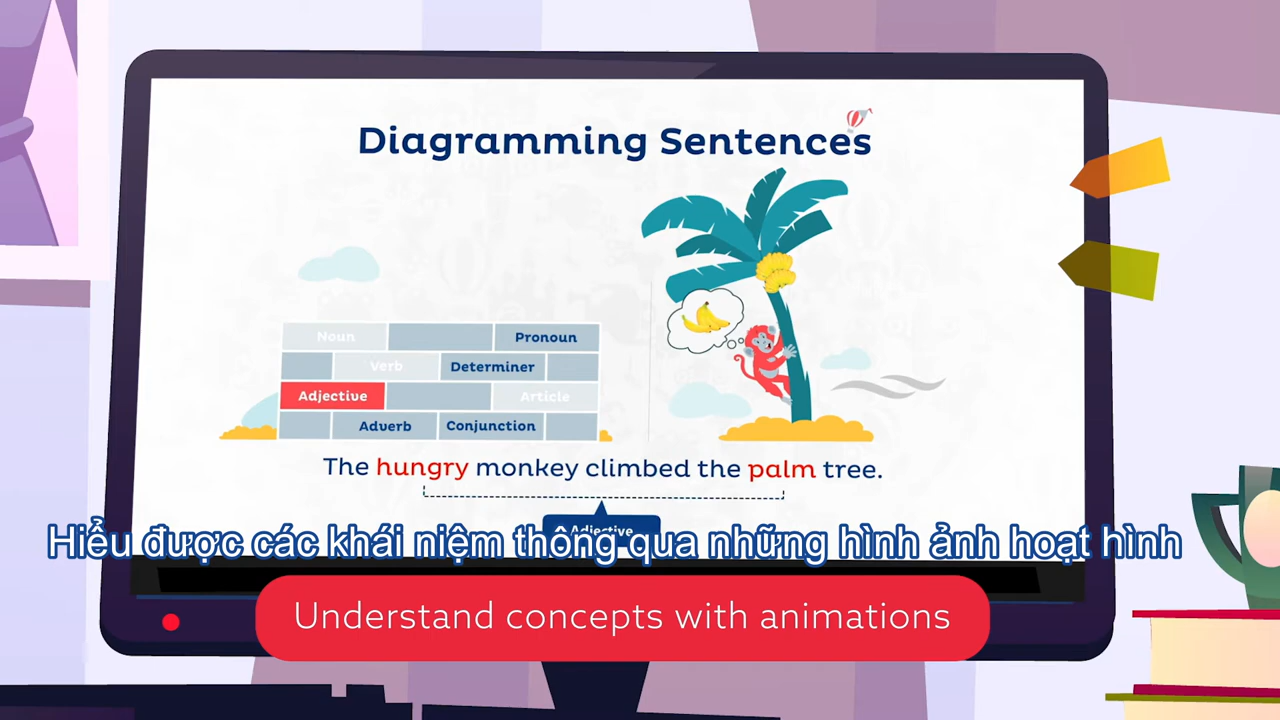 Diagramming Sentences
Noun Pronoun
Verb Determiner
Adjective Article
Adverb Conjunction
The hungry monkey climbed the palm tree.
Adjective
Hiểu được các khái niệm thông qua những hình ảnh hoạt hình
Understand concepts with animations